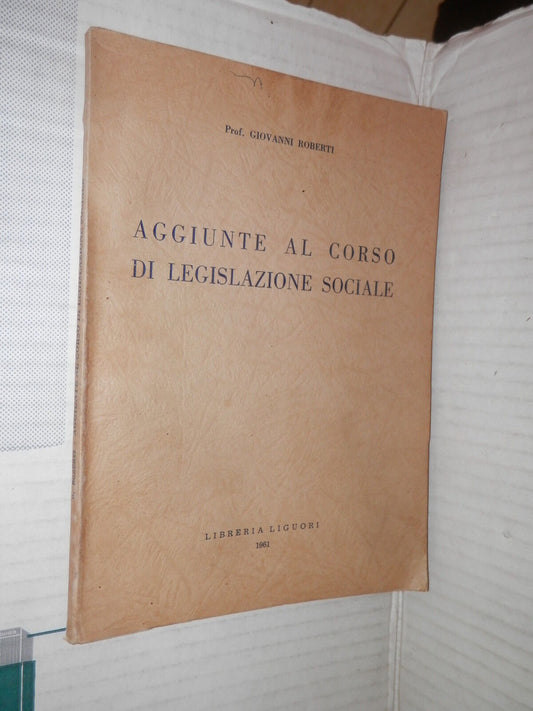 Prof. GIOVANNI ROBERTI
AGGIUNTE AL CORSO
DI LEGISLAZIONE SOCIALE
LIBRERIA LIGUORI
1961